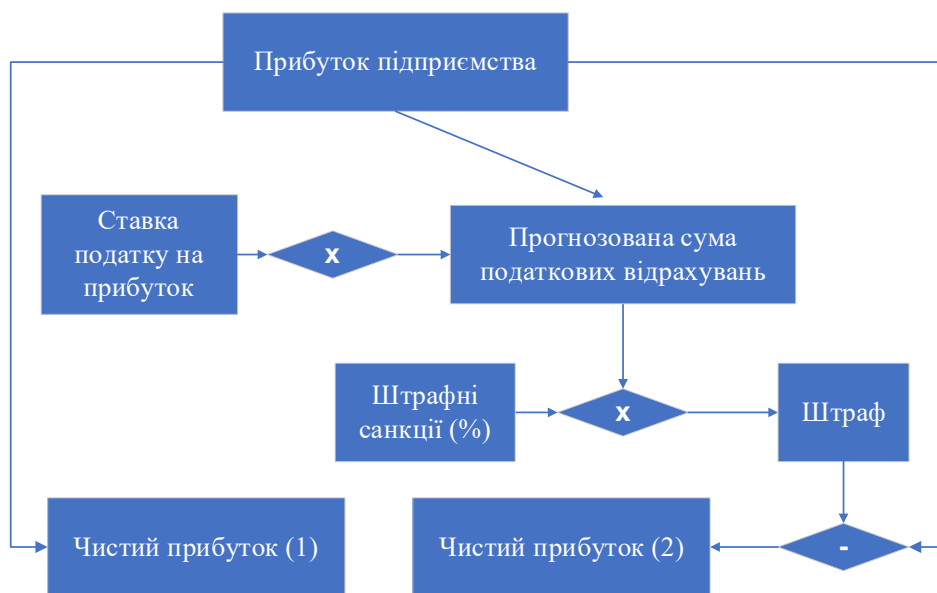 Прибуток підприємства
Ставка
податку на
прибуток
x
Прогнозована сума
податкових відрахувань
Штрафні
санкції (%)
x
Штраф
Чистий прибуток (1)
Чистий прибуток (2)
-